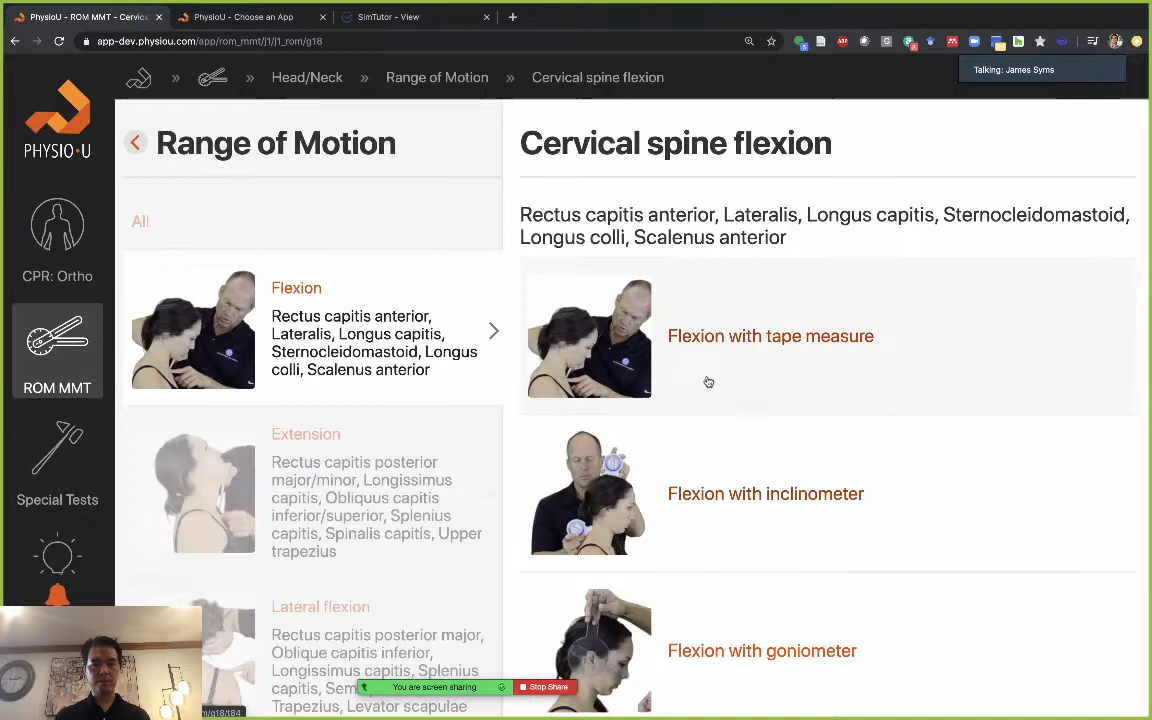 PhysioU - ROM MMT - Cervica
PhysioU - Choose an App
SimTutor - View
app-dev.physiou.com/app/rom_mmt/j1/j1_rom/g18
Head/Neck » Range of Motion » Cervical spine flexion
Talking: James Syms
PHYSIO·U
CPR: Ortho
ROM MMT
Special Tests
Range of Motion
All
Flexion
Rectus capitis anterior,
Lateralis, Longus capitis,
Sternocleidomastoid, Longus
colli, Scalenus anterior
Extension
Rectus capitis posterior
major/minor, Longissimus
capitis, Obliquus capitis
inferior/superior, Splenius
capitis, Spinalis capitis, Upper
trapezius
Lateral flexion
Rectus capitis posterior major,
Oblique capitis inferior,
Longissimus capitis, Splenius
capitis, Sem
Trapezius, Levator scapulae
Cervical spine flexion
Rectus capitis anterior, Lateralis, Longus capitis, Sternocleidomastoid,
Longus colli, Scalenus anterior
Flexion with tape measure
Flexion with inclinometer
Flexion with goniometer
You are screen sharing
Stop Share
m/g18/t84